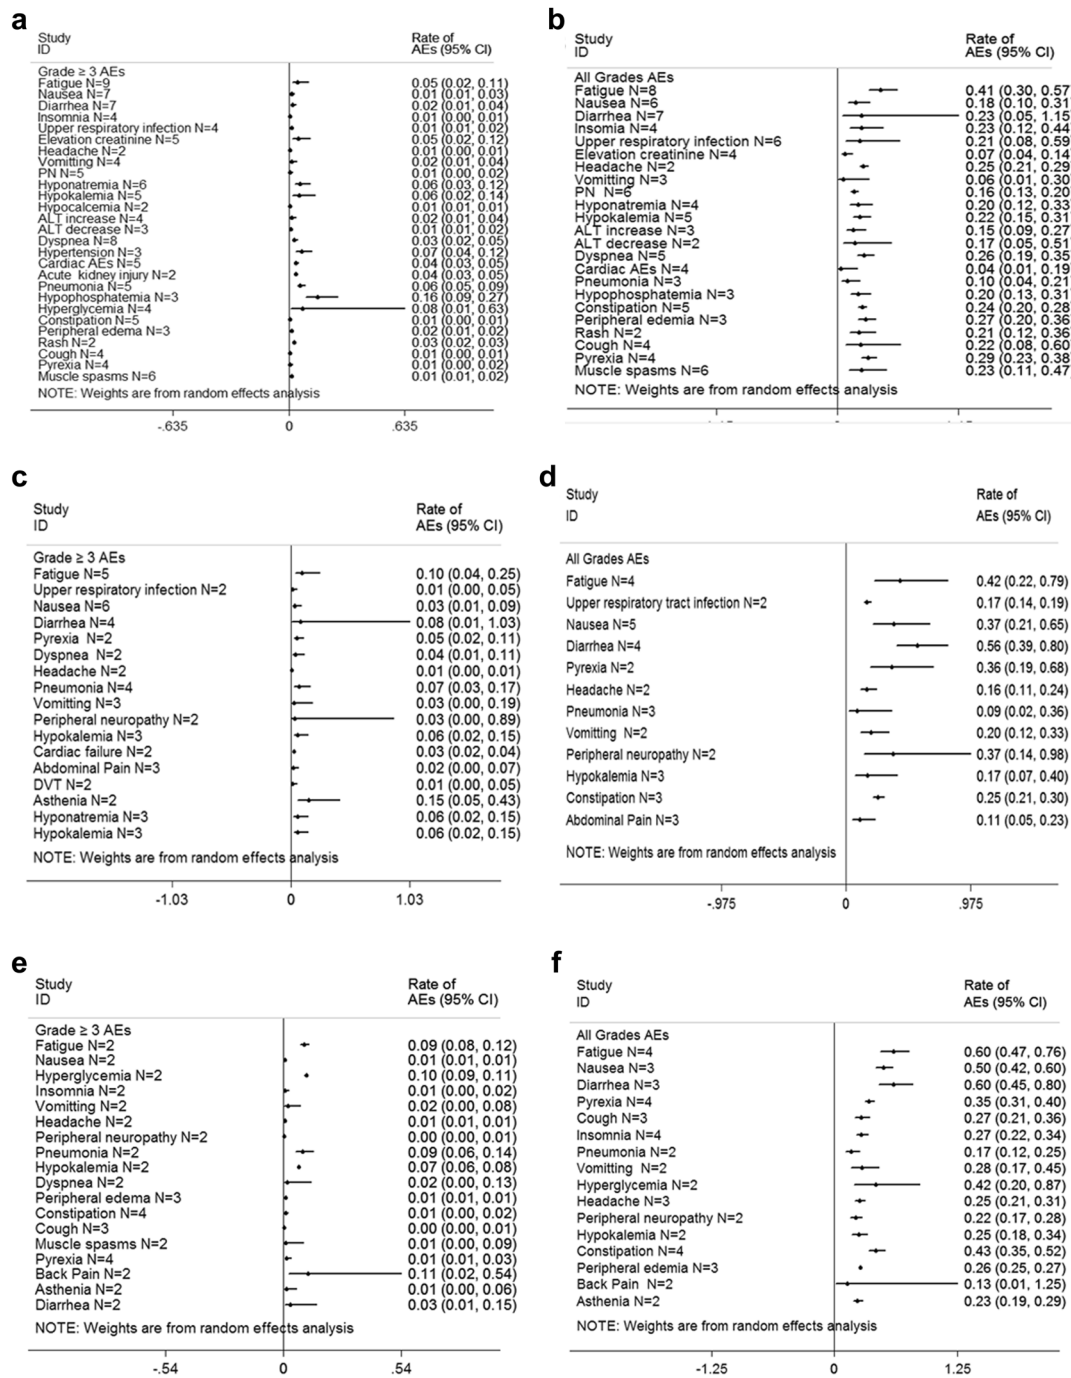 a
Study
ID
Rate of
AEs (95% CI)
Grade ≥ 3 AEs
Fatigue N=9 0.05 (0.02, 0.11)
Nausea N=7 0.01 (0.01, 0.03)
Diarrhea N=7 0.02 (0.01, 0.04)
Insomnia N=4 0.01 (0.00, 0.01)
Upper respiratory infection N=4 0.01 (0.01, 0.02)
Elevation creatinine N=5 0.05 (0.02, 0.12)
Headache N=2 0.01 (0.00, 0.01)
Vomitting N=4 0.02 (0.01, 0.04)
PN N=5 0.01 (0.00, 0.02)
Hyponatremia N=6 0.06 (0.03, 0.12)
Hypokalemia N=5 0.06 (0.02, 0.14)
Hypocalcemia N=2 0.01 (0.01, 0.01)
ALT increase N=4 0.02 (0.01, 0.04)
ALT decrease N=3 0.01 (0.01, 0.02)
Dyspnea N=8 0.03 (0.02, 0.05)
Hypertension N=3 0.07 (0.04, 0.12)
Cardiac AEs N=5 0.04 (0.03, 0.05)
Acute kidney injury N=2 0.04 (0.03, 0.05)
Pneumonia N=5 0.06 (0.05, 0.09)
Hypophosphatemia N=3 0.16 (0.09, 0.27)
Hyperglycemia N=4 0.08 (0.01, 0.63)
Constipation N=5 0.01 (0.00, 0.01)
Peripheral edema N=3 0.02 (0.01, 0.02)
Rash N=2 0.03 (0.02, 0.03)
Cough N=4 0.01 (0.00, 0.01)
Pyrexia N=4 0.01 (0.00, 0.02)
Muscle spasms N=6 0.01 (0.01, 0.02)
NOTE: Weights are from random effects analysis
-.635 0 .635
b
Study
ID
Rate of
AEs (95% CI)
All Grades AEs
Fatigue N=8 0.41 (0.30, 0.57
Nausea N=6 0.18 (0.10, 0.31
Diarrhea N=7 0.23 (0.05, 1.15
Insomia N=4 0.23 (0.12, 0.44
Upper respiratory infection N=6 0.21 (0.08, 0.59
Elevation creatinine N=4 0.07 (0.04, 0.14
Headache N=2 0.25 (0.21, 0.29
Vomitting N=3 0.06 (0.01, 0.30
PN N=6 0.16 (0.13, 0.20
Hyponatremia N=4 0.20 (0.12, 0.33
Hypokalemia N=5 0.22 (0.15, 0.31
ALT increase N=3 0.15 (0.09, 0.27
ALT decrease N=2 0.17 (0.05, 0.51
Dyspnea N=5 0.26 (0.19, 0.35
Cardiac AEs N=4 0.04 (0.01, 0.19
Pneumonia N=3 0.10 (0.04, 0.21
Hypophosphatemia N=3 0.20 (0.13, 0.31
Constipation N=5 0.24 (0.20, 0.28
Peripheral edemia N=3 0.27 (0.20, 0.36
Rash N=2 0.21 (0.12, 0.36
Cough N=4 0.22 (0.08, 0.60
Pyrexia N=4 0.29 (0.23, 0.38
Muscle spasms N=6 0.23 (0.11, 0.47
NOTE: Weights are from random effects analysis
c
Study
ID
Rate of
AEs (95% CI)
Grade ≥ 3 AEs
Fatigue N=5 0.10 (0.04, 0.25)
Upper respiratory infection N=2 0.01 (0.00, 0.05)
Nausea N=6 0.03 (0.01, 0.09)
Diarrhea N=4 0.08 (0.01, 1.03)
Pyrexia N=2 0.05 (0.02, 0.11)
Dyspnea N=2 0.04 (0.01, 0.11)
Headache N=2 0.01 (0.00, 0.01)
Pneumonia N=4 0.07 (0.03, 0.17)
Vomitting N=3 0.03 (0.00, 0.19)
Peripheral neuropathy N=2 0.03 (0.00, 0.89)
Hypokalemia N=3 0.06 (0.02, 0.15)
Cardiac failure N=2 0.03 (0.02, 0.04)
Abdominal Pain N=3 0.02 (0.00, 0.07)
DVT N=2 0.01 (0.00, 0.05)
Asthenia N=2 0.15 (0.05, 0.43)
Hyponatremia N=3 0.06 (0.02, 0.15)
Hypokalemia N=3 0.06 (0.02, 0.15)
NOTE: Weights are from random effects analysis
-1.03 0 1.03
d
Study
ID
Rate of
AEs (95% CI)
All Grades AEs
Fatigue N=4 0.42 (0.22, 0.79)
Upper respiratory tract infection N=2 0.17 (0.14, 0.19)
Nausea N=5 0.37 (0.21, 0.65)
Diarrhea N=4 0.56 (0.39, 0.80)
Pyrexia N=2 0.36 (0.19, 0.68)
Headache N=2 0.16 (0.11, 0.24)
Pneumonia N=3 0.09 (0.02, 0.36)
Vomitting N=2 0.20 (0.12, 0.33)
Peripheral neuropathy N=2 0.37 (0.14, 0.98)
Hypokalemia N=3 0.17 (0.07, 0.40)
Constipation N=3 0.25 (0.21, 0.30)
Abdominal Pain N=3 0.11 (0.05, 0.23)
NOTE: Weights are from random effects analysis
-.975 0 .975
e
Study
ID
Rate of
AEs (95% CI)
Grade ≥ 3 AEs
Fatigue N=2 0.09 (0.08, 0.12)
Nausea N=2 0.01 (0.01, 0.01)
Hyperglycemia N=2 0.10 (0.09, 0.11)
Insomnia N=2 0.01 (0.00, 0.02)
Vomitting N=2 0.02 (0.00, 0.08)
Headache N=2 0.01 (0.01, 0.01)
Peripheral neuropathy N=2 0.00 (0.00, 0.01)
Pneumonia N=2 0.09 (0.06, 0.14)
Hypokalemia N=2 0.07 (0.06, 0.08)
Dyspnea N=2 0.02 (0.00, 0.13)
Peripheral edema N=3 0.01 (0.01, 0.01)
Constipation N=4 0.01 (0.00, 0.02)
Cough N=3 0.00 (0.00, 0.01)
Muscle spasms N=2 0.01 (0.00, 0.09)
Pyrexia N=4 0.01 (0.01, 0.03)
Back Pain N=2 0.11 (0.02, 0.54)
Asthenia N=2 0.01 (0.00, 0.06)
Diarrhea N=2 0.03 (0.01, 0.15)
NOTE: Weights are from random effects analysis
-.54 0 .54
f
Study
ID
Rate of
AEs (95% CI)
All Grades AEs
Fatigue N=4 0.60 (0.47, 0.76)
Nausea N=3 0.50 (0.42, 0.60)
Diarrhea N=3 0.60 (0.45, 0.80)
Pyrexia N=4 0.35 (0.31, 0.40)
Cough N=3 0.27 (0.21, 0.36)
Insomnia N=4 0.27 (0.22, 0.34)
Pneumonia N=2 0.17 (0.12, 0.25)
Vomitting N=2 0.28 (0.17, 0.45)
Hyperglycemia N=2 0.42 (0.20, 0.87)
Headache N=3 0.25 (0.21, 0.31)
Peripheral neuropathy N=2 0.22 (0.17, 0.28)
Hypokalemia N=2 0.25 (0.18, 0.34)
Constipation N=4 0.43 (0.35, 0.52)
Peripheral edemia N=3 0.26 (0.25, 0.27)
Back Pain N=2 0.13 (0.01, 1.25)
Asthenia N=2 0.23 (0.19, 0.29)
NOTE: Weights are from random effects analysis
-1.25 0 1.25